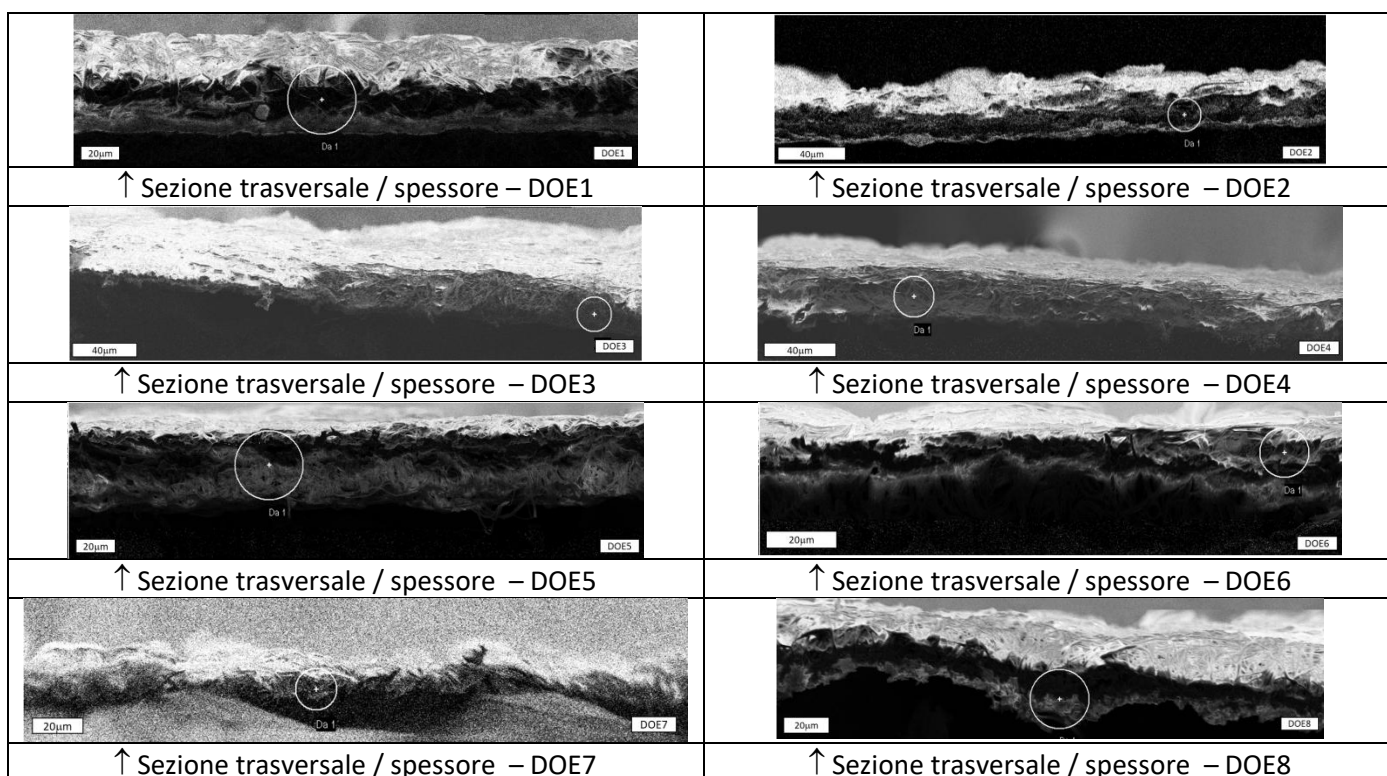 Da 1
20µm
DOE1
Da 1
40µm
DOE2
↑ Sezione trasversale / spessore – DOE1
↑ Sezione trasversale / spessore – DOE2
40µm
DOE3
Da 1
40µm
DOE4
↑ Sezione trasversale / spessore – DOE3
↑ Sezione trasversale / spessore – DOE4
Da 1
20µm
DOE5
Da 1
20µm
DOE6
↑ Sezione trasversale / spessore – DOE5
↑ Sezione trasversale / spessore – DOE6
Da 1
20µm
DOE7
20µm
DOE8
↑ Sezione trasversale / spessore – DOE7
↑ Sezione trasversale / spessore – DOE8